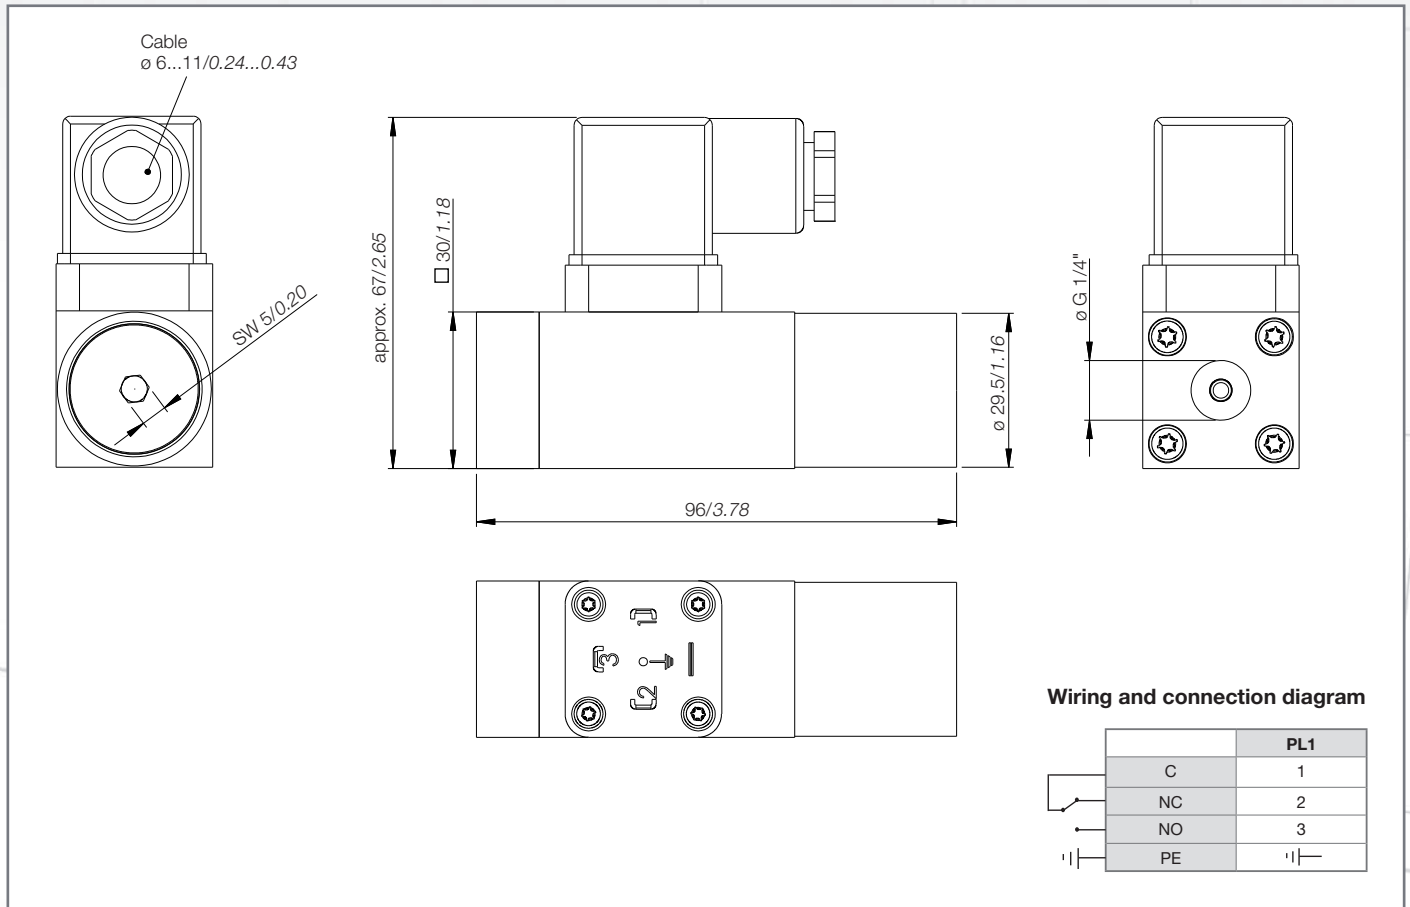 Cable
ø 6...11/0.24...0.43
SW 5/0.20
approx. 67/2.65
□ 30/1.18
ø 29.5/1.16
ø G 1/4"
96/3.78
1
3
2
Wiring and connection diagram
PL1
C 1
NC 2
NO 3
PE